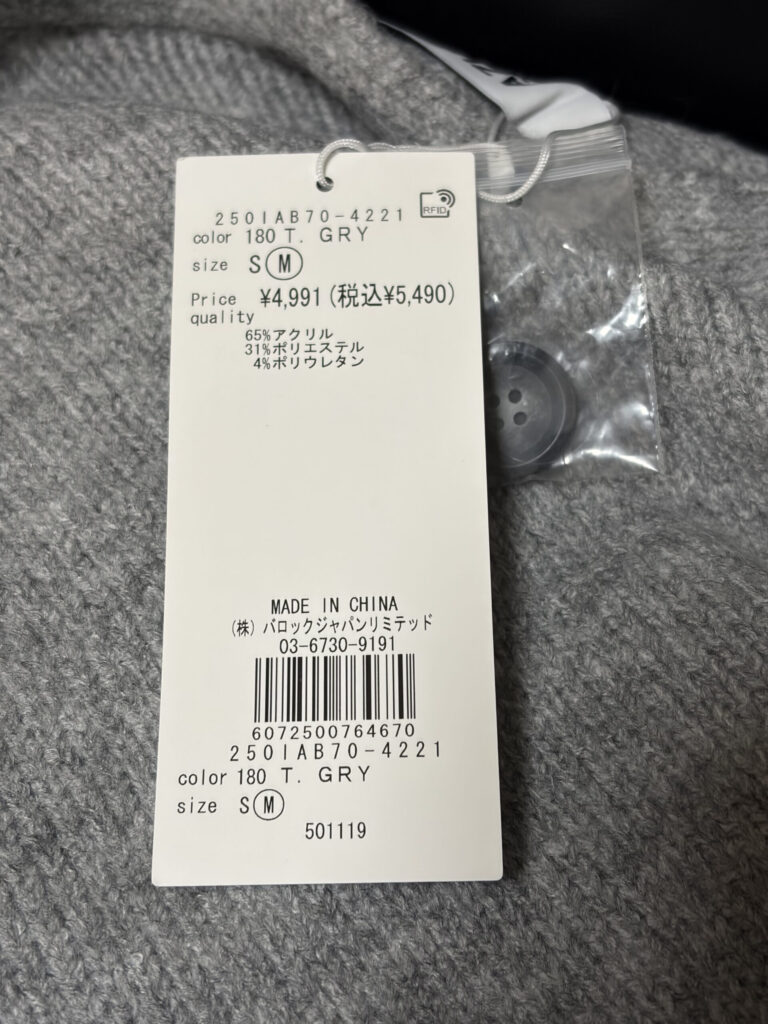 250IAB70-4221
RFID
color 180 T. GRY
size S M
Price ¥4,991(税込¥5,490)
quality
65%アクリル
31%ポリエステル
4%ポリウレタン
MADE IN CHINA
(株)バロックジャパンリミテッド
03-6730-9191
6072500764670
250IAB70-4221
color 180 T. GRY
size S M
501119